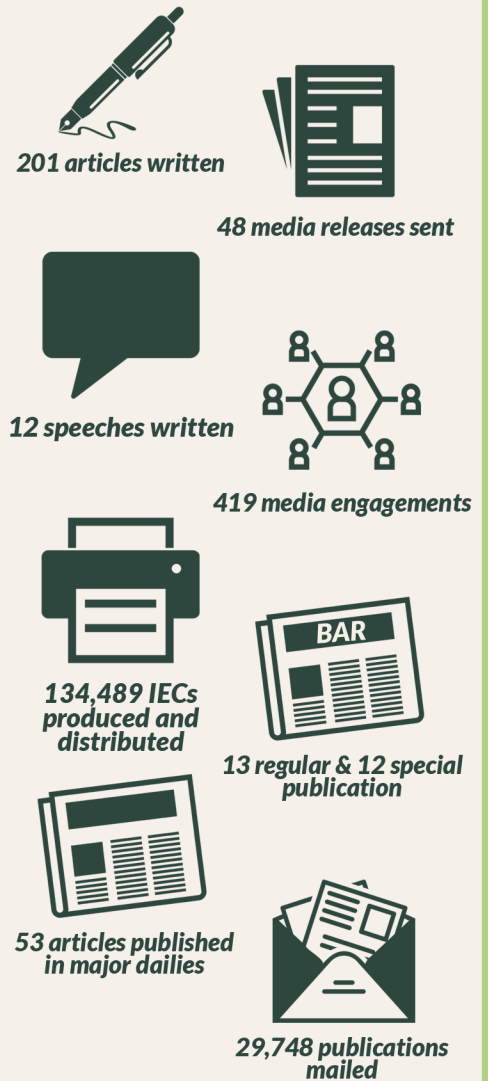 201 articles written
48 media releases sent
12 speeches written
419 media engagements
134,489 IECs
produced and
distributed
BAR
13 regular & 12 special
publication
53 articles published
in major dailies
29,748 publications
mailed